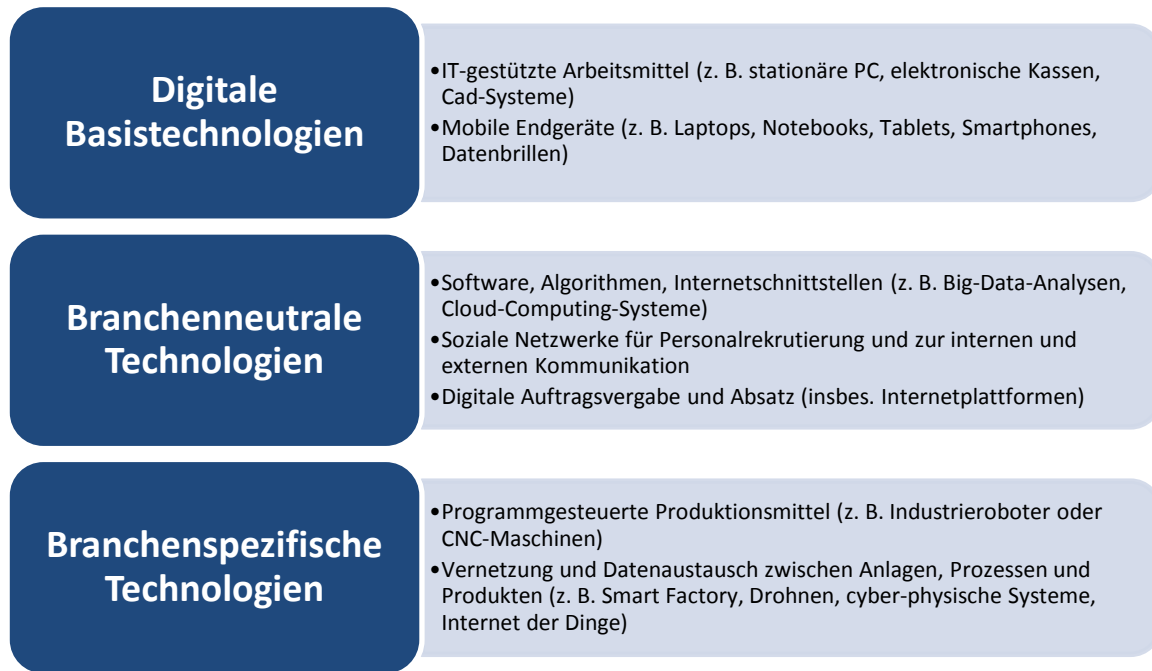 Digitale
Basistechnologien
•IT-gestützte Arbeitsmittel (z. B. stationäre PC, elektronische Kassen,
Cad-Systeme)
•Mobile Endgeräte (z. B. Laptops, Notebooks, Tablets, Smartphones,
Datenbrillen)
Branchenneutrale
Technologien
•Software, Algorithmen, Internetschnittstellen (z. B. Big-Data-Analysen,
Cloud-Computing-Systeme)
•Soziale Netzwerke für Personalrekrutierung und zur internen und
externen Kommunikation
•Digitale Auftragsvergabe und Absatz (insbes. Internetplattformen)
Branchenspezifische
Technologien
•Programmgesteuerte Produktionsmittel (z. B. Industrieroboter oder
CNC-Maschinen)
•Vernetzung und Datenaustausch zwischen Anlagen, Prozessen und
Produkten (z. B. Smart Factory, Drohnen, cyber-physische Systeme,
Internet der Dinge)